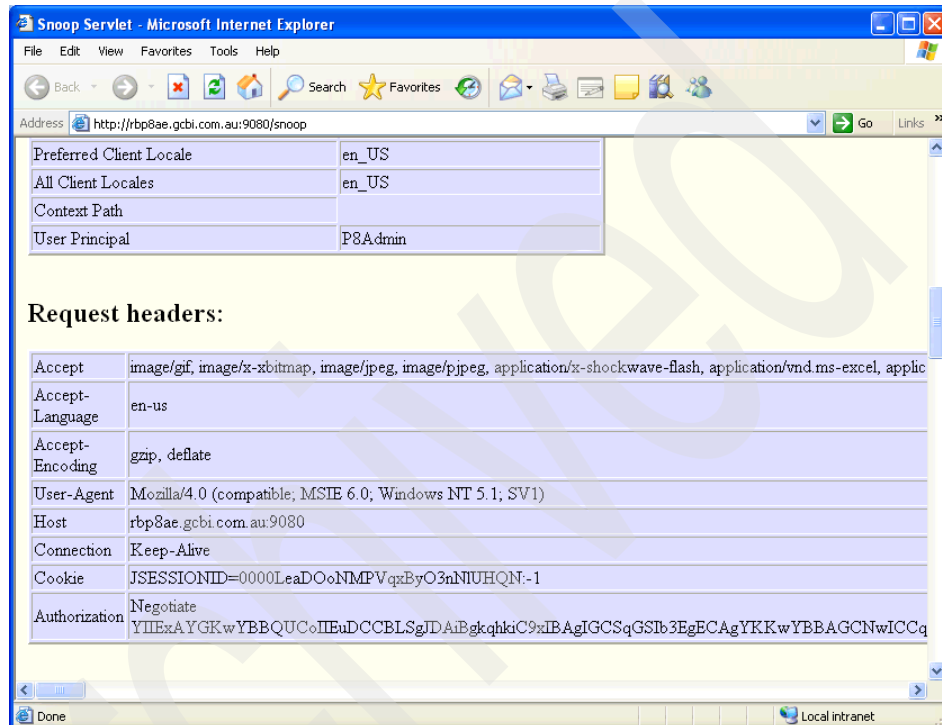 Snoop Servlet - Microsoft Internet Explorer
File Edit View Favorites Tools Help
Back Search Favorites
Address http://rbp8ae.gcbi.com.au:9080/snoop Go Links »
Preferred Client Locale en_US
All Client Locales en_US
Context Path
User Principal P8Admin
Request headers:
Accept image/gif, image/x-xbitmap, image/jpeg, image/pjpeg, application/x-shockwave-flash, application/vnd.ms-excel, applic
Accept-
Language en-us
Accept-
Encoding gzip, deflate
User-Agent Mozilla/4.0 (compatible; MSIE 6.0; Windows NT 5.1; SV1)
Host rbp8ae.gcbi.com.au:9080
Connection Keep-Alive
Cookie JSESSIONID=0000LeaDOoNMPVqxByO3nNlUHQN:-1
Authorization Negotiate
YIIExAYGKwYBBQUCoIIEuDCCBLSgJDAiBgkqhkiC9xIBAgIGCSqGSIb3EgECAgYKKwYBBAGCNwICCq
Done Local intranet